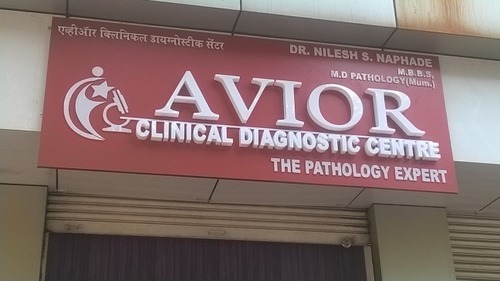 एव्हीऑर क्लिनिकल डायग्नोस्टीक सेंटर
DR. NILESH S. NAPHADE
M.B.B.S,
M.D PATHOLOGY(Mum.)
AVIOR
CLINICAL DIAGNOSTIC CENTRE
THE PATHOLOGY EXPERT